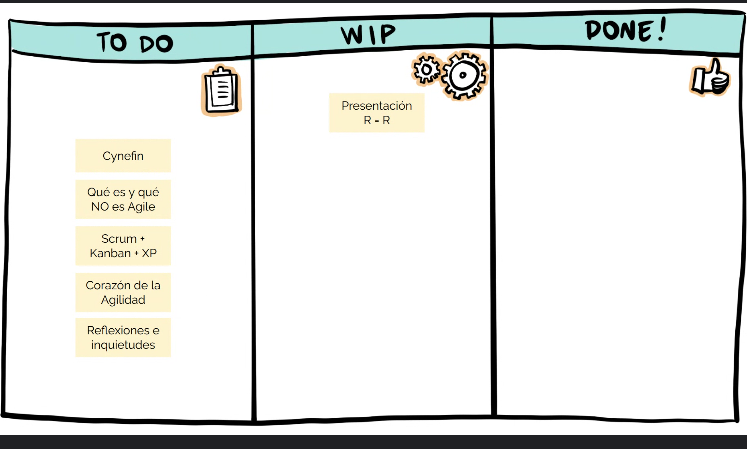 TO DO
WIP
DONE!
Cynefin
Qué es y qué
NO es Agile
Scrum +
Kanban + XP
Corazón de la
Agilidad
Reflexiones e
inquietudes
Presentación
R - R